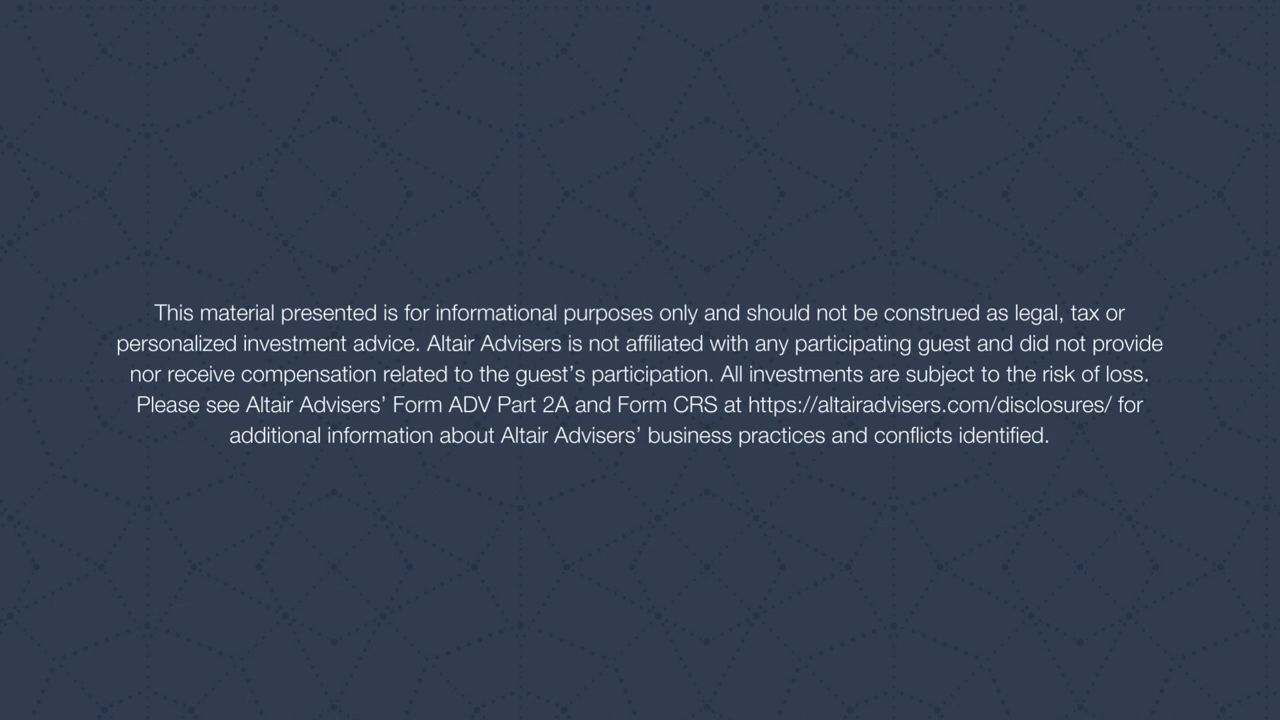 This material presented is for informational purposes only and should not be construed as legal, tax or
personalized investment advice. Altair Advisers is not affiliated with any participating guest and did not provide
nor receive compensation related to the guest’s participation. All investments are subject to the risk of loss.
Please see Altair Advisers’ Form ADV Part 2A and Form CRS at https://altairadvisers.com/disclosures/ for
additional information about Altair Advisers’ business practices and conflicts identified.